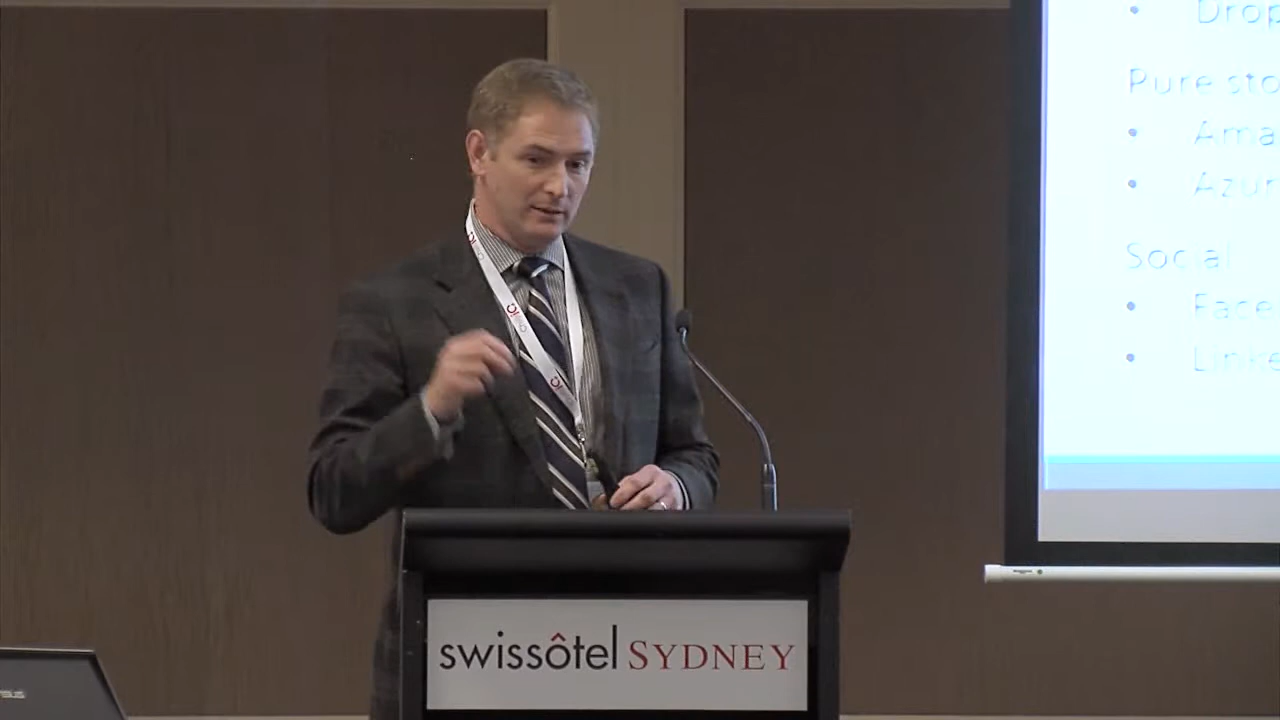 Drop
Pure sto
Ama
Azur
Social
Face
Linke
swissôtel SYDNEY